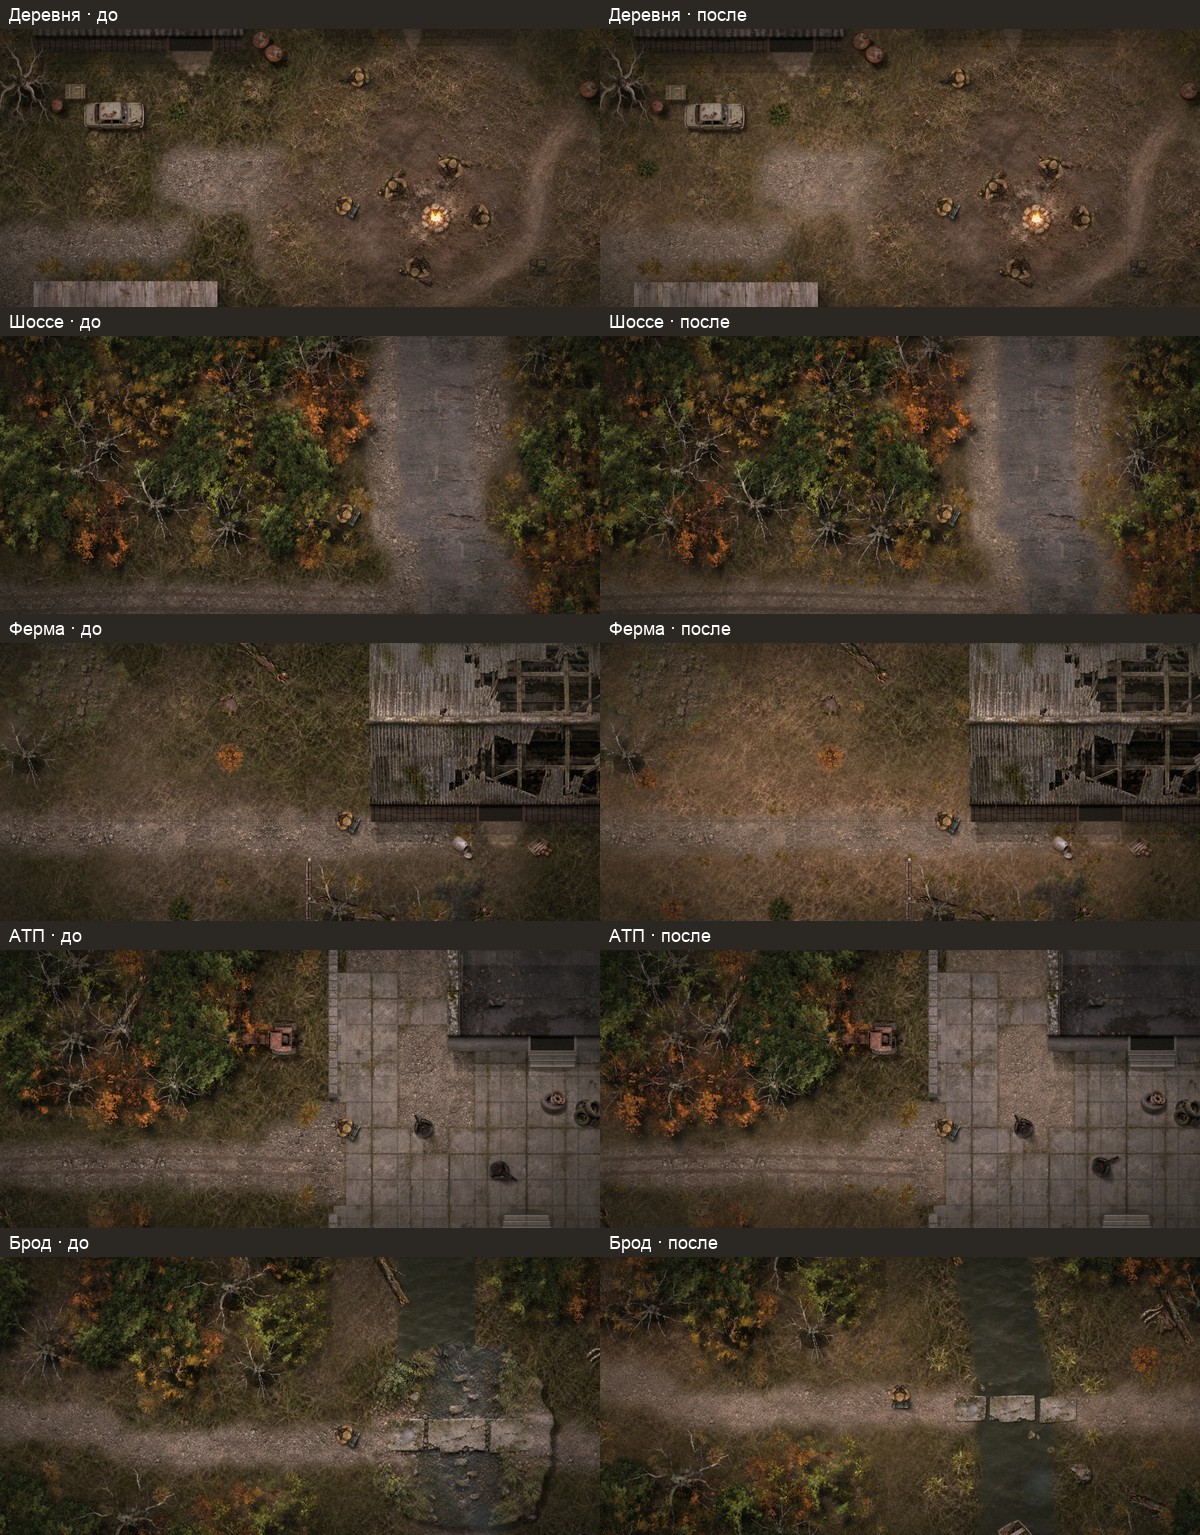 Деревня · до
Деревня · после
Шоссе · до
Шоссе · после
Ферма · до
Ферма · после
АТП · до
АТП · после
Брод · до
Брод · после